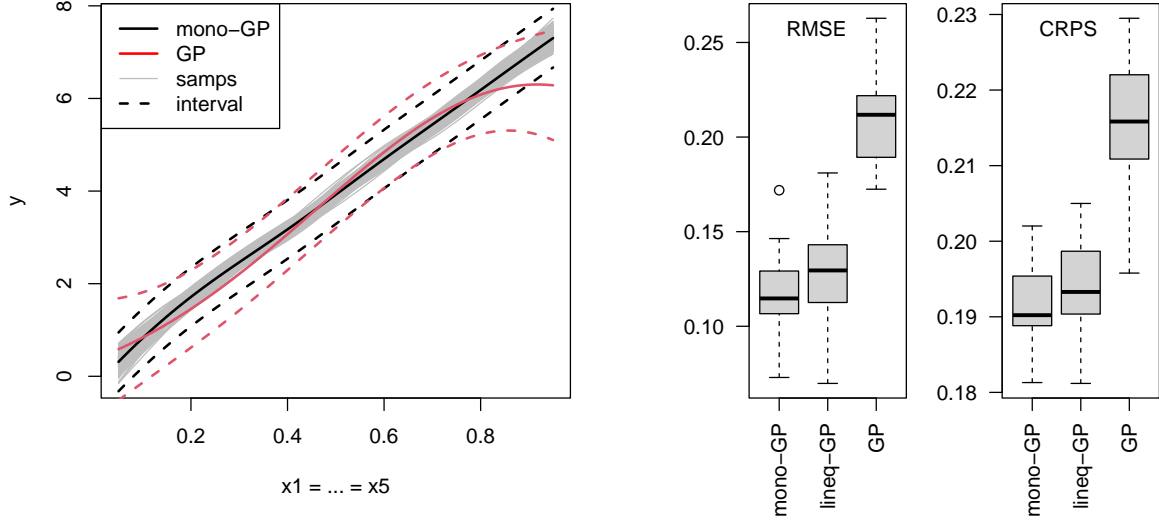 mono−GP
GP
samps
interval
8
6
4
2
0
y
0.2 0.4 0.6 0.8
x1 = ... = x5
RMSE
0.25
0.20
0.15
0.10
mono−GP
lineq−GP
GP
CRPS
0.23
0.22
0.21
0.20
0.19
0.18
mono−GP
lineq−GP
GP